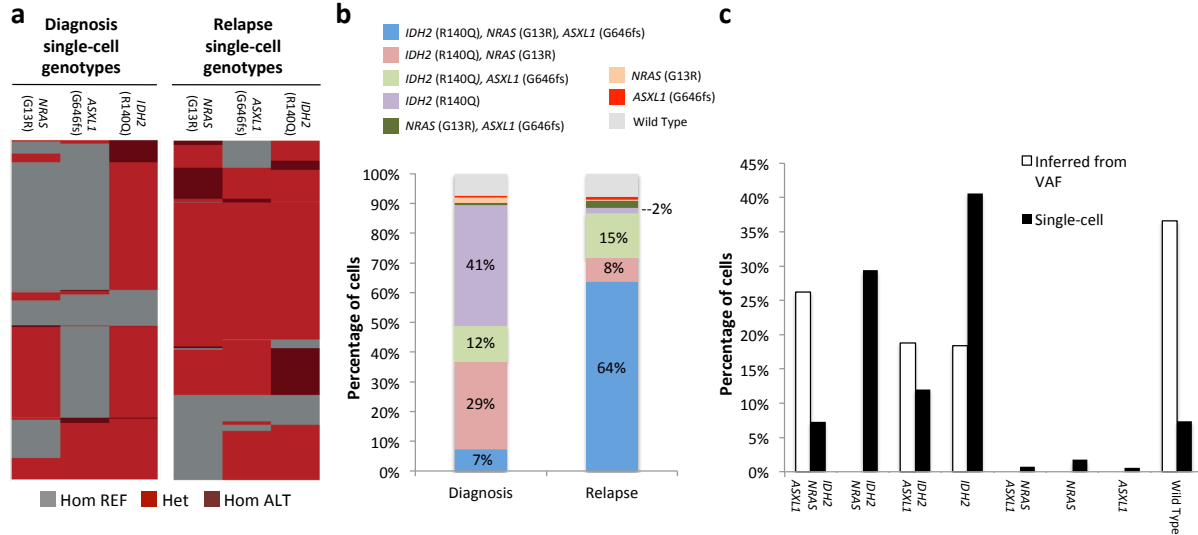 a
Diagnosis
single-cell
genotypes
Relapse
single-cell
genotypes
NRAS
(G13R)
ASXL1
(G646fs)
IDH2
(R140Q)
NRAS
(G13R)
ASXL1
(G646fs)
IDH2
(R140Q)
Hom REF
Het
Hom ALT
b
IDH2 (R140Q), NRAS (G13R), ASXL1 (G646fs)
IDH2 (R140Q), NRAS (G13R)
IDH2 (R140Q), ASXL1 (G646fs)
IDH2 (R140Q)
NRAS (G13R), ASXL1 (G646fs)
NRAS (G13R)
ASXL1 (G646fs)
Wild Type
Percentage of cells
100%
90%
80%
70%
60%
50%
40%
30%
20%
10%
0%
41%
12%
29%
7%
--2%
15%
8%
64%
Diagnosis
Relapse
c
Inferred from
VAF
Single-cell
Percentage of cells
45%
40%
35%
30%
25%
20%
15%
10%
5%
0%
IDH2
NRAS
ASXL1
IDH2
NRAS
IDH2
ASXL1
IDH2
NRAS
ASXL1
NRAS
ASXL1
Wild Type